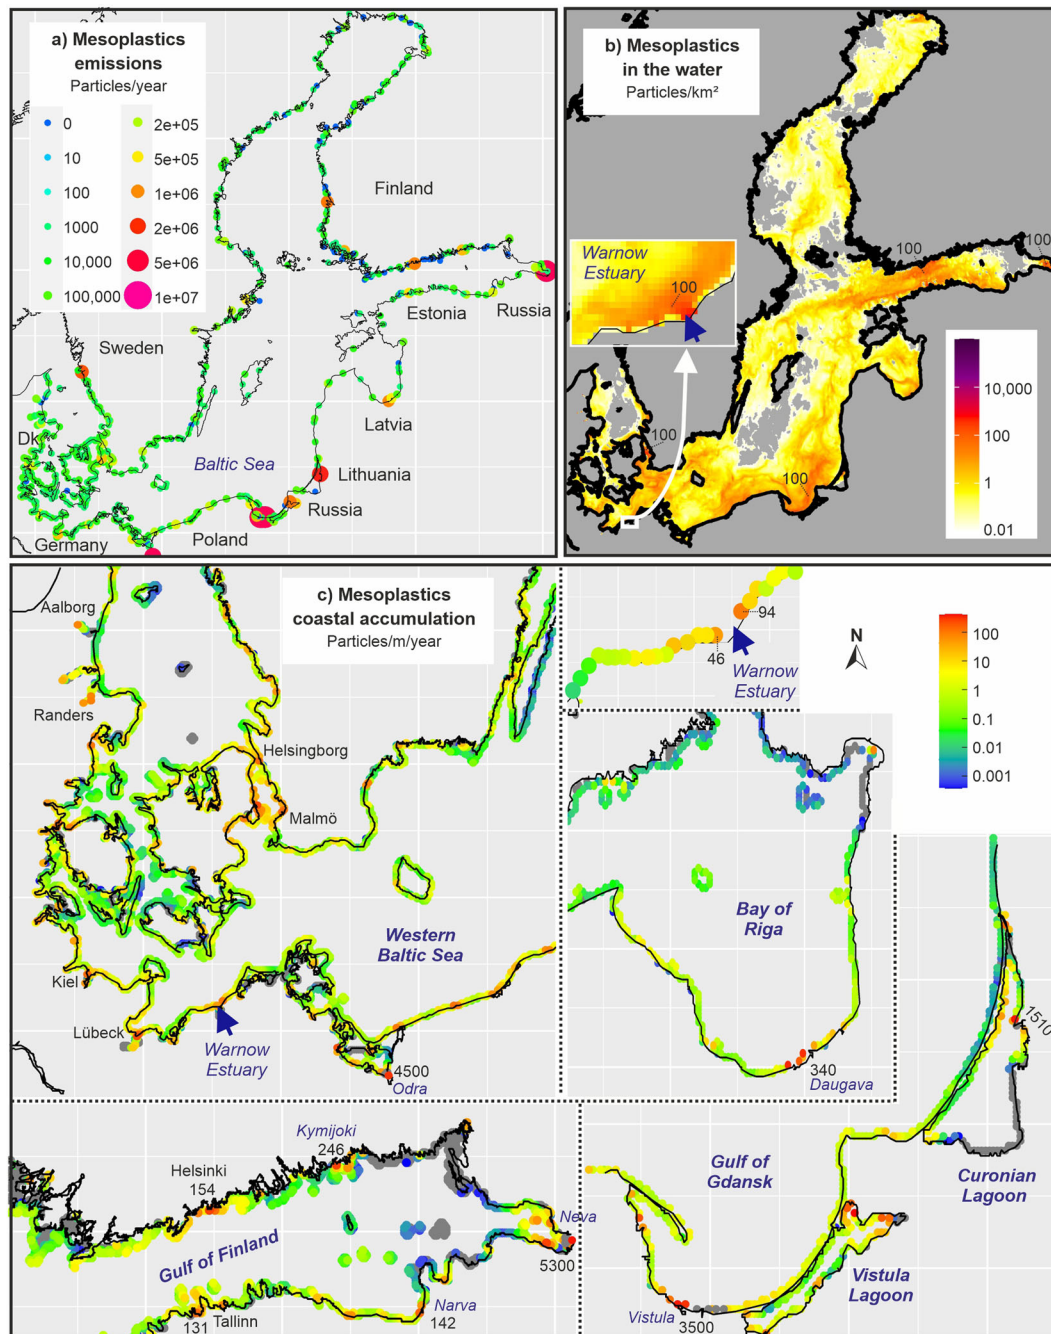 a) Mesoplastics
emissions
Particles/year
0
10
100
1000
10,000
100,000
2e+05
5e+05
1e+06
2e+06
5e+06
1e+07
Finland
Sweden
Estonia
Russia
Dk
Latvia
Baltic Sea
Lithuania
Russia
Poland
Germany
b) Mesoplastics
in the water
Particles/km²
Warnow
Estuary
100
100
100
100
100
10,000
100
1
0.01
c) Mesoplastics
coastal accumulation
Particles/m/year
Aalborg
Randers
Helsingborg
Malmö
Western
Baltic Sea
Kiel
Lübeck
Warnow
Estuary
4500
Odra
94
46
Warnow
Estuary
N
100
10
1
0.1
0.01
0.001
Bay of
Riga
340
Daugava
1510
Curonian
Lagoon
Kymijoki
246
Helsinki
154
Gulf of Finland
Neva
5300
Narva
142
Tallinn
131
Gulf of
Gdansk
Vistula
Lagoon
Vistula
3500